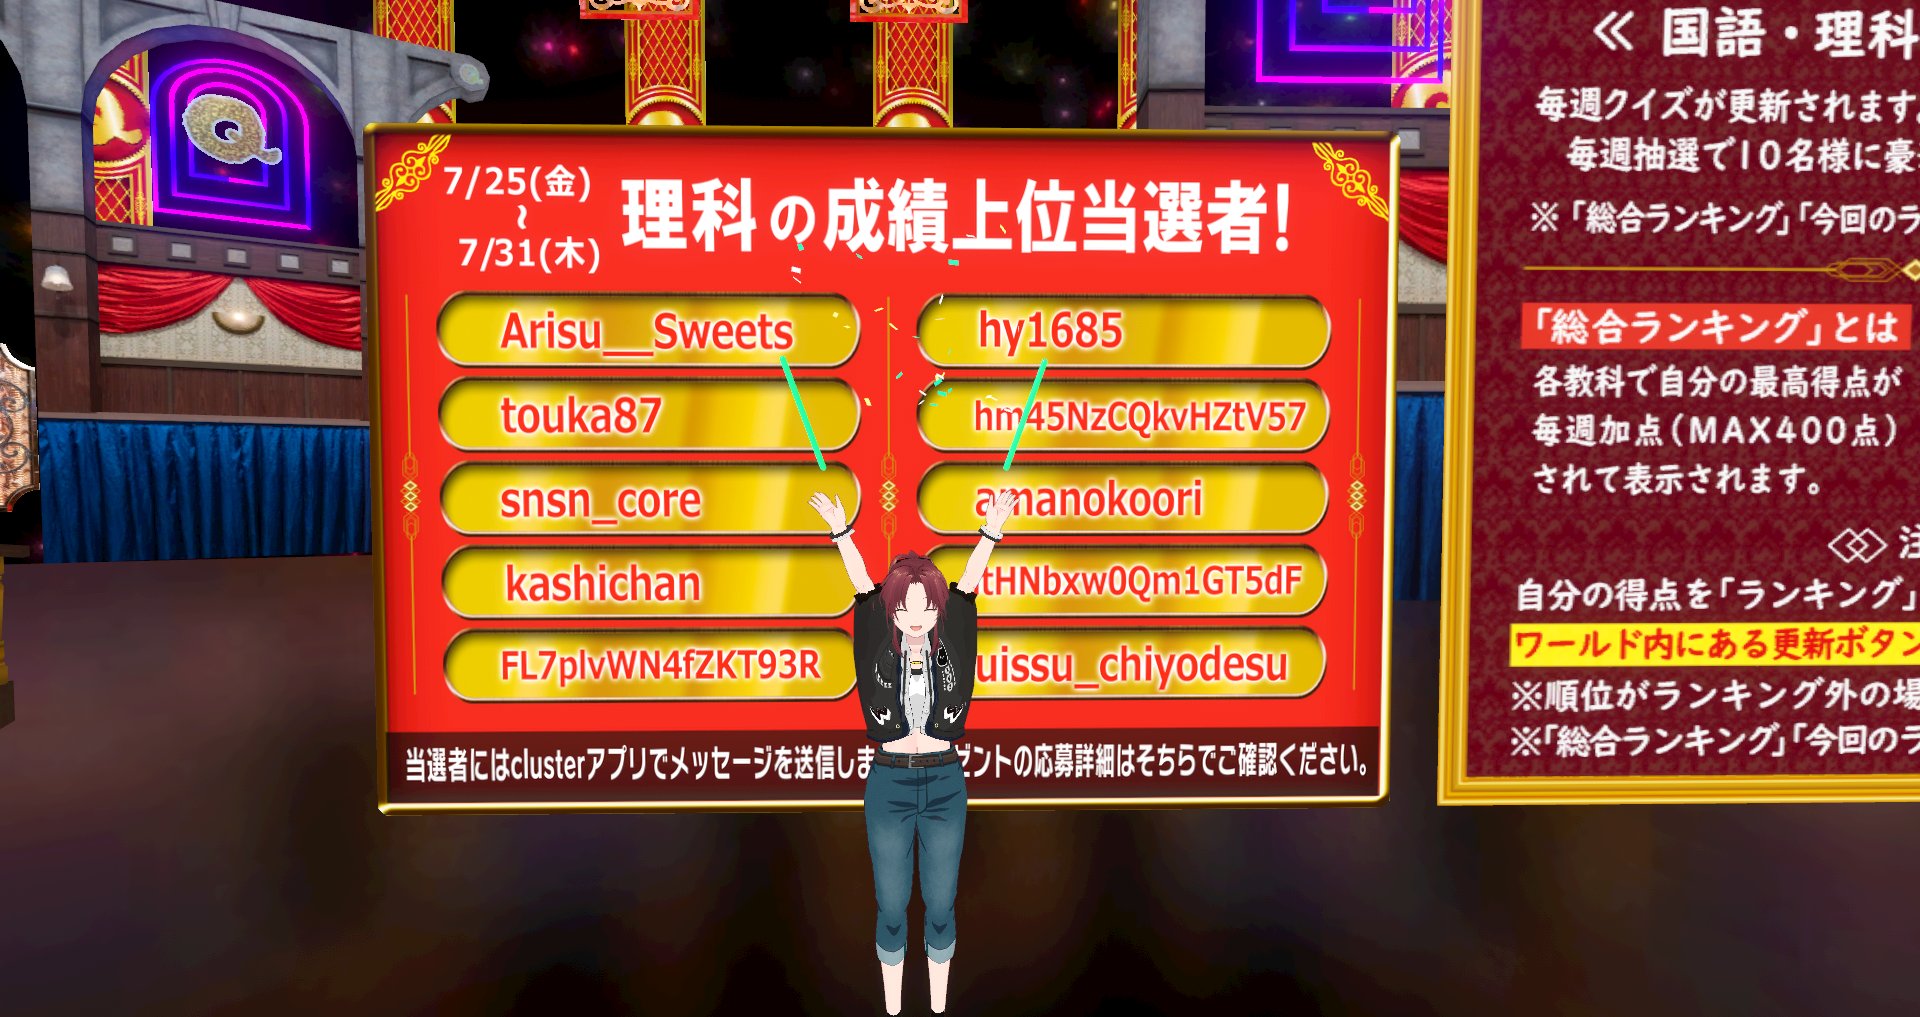 Q
7/25(金)
~
7/31(木)
理科の成績上位当選者!
Arisu__Sweets
touka87
snsn_core
kashichan
FL7plvWN4fZKT93R
hy1685
hm45NzCQkvHZtV57
amanokoori
tHNbxw0Qm1GT5dF
uissu_chiyodesu
当選者にはclusterアプリでメッセージを送信しま
ゼントの応募詳細はそちらでご確認ください。
≪ 国語・理科
毎週クイズが更新されます。
毎週抽選で10名様に豪
※「総合ランキング」「今回のラ
「総合ランキング」とは
各教科で自分の最高得点が
毎週加点(MAX400点)
されて表示されます。
注
自分の得点を「ランキング」
ワールド内にある更新ボタン
※順位がランキング外の場
※「総合ランキング」「今回のラ